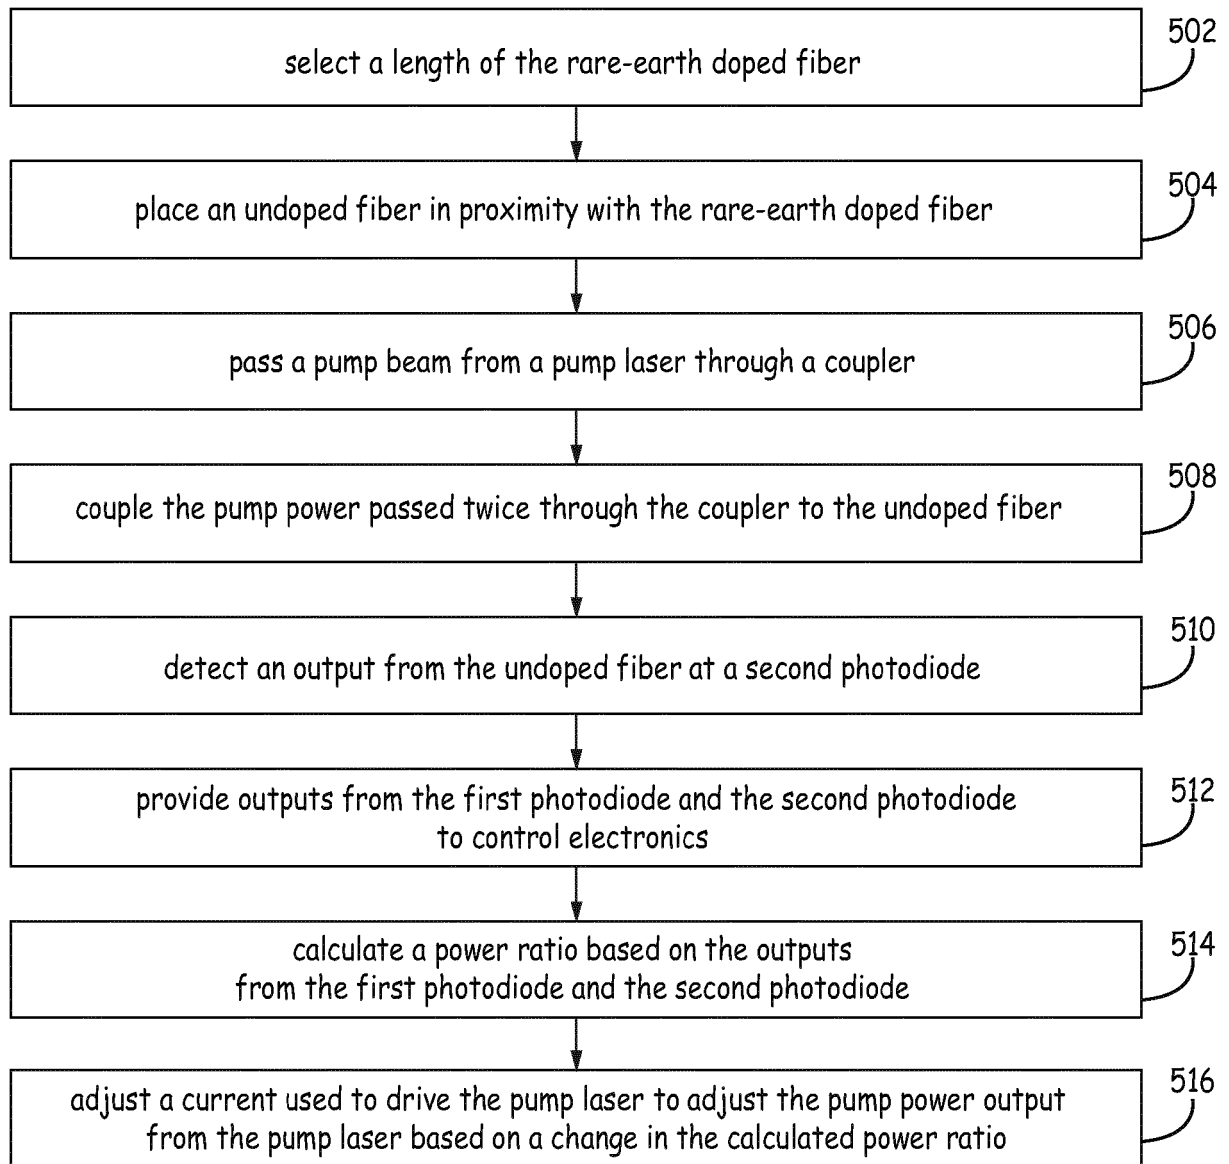 502
select a length of the rare-earth doped fiber
504
place an undoped fiber in proximity with the rare-earth doped fiber
506
pass a pump beam from a pump laser through a coupler
508
couple the pump power passed twice through the coupler to the undoped fiber
510
detect an output from the undoped fiber at a second photodiode
512
provide outputs from the first photodiode and the second photodiode
to control electronics
514
calculate a power ratio based on the outputs
from the first photodiode and the second photodiode
516
adjust a current used to drive the pump laser to adjust the pump power output
from the pump laser based on a change in the calculated power ratio